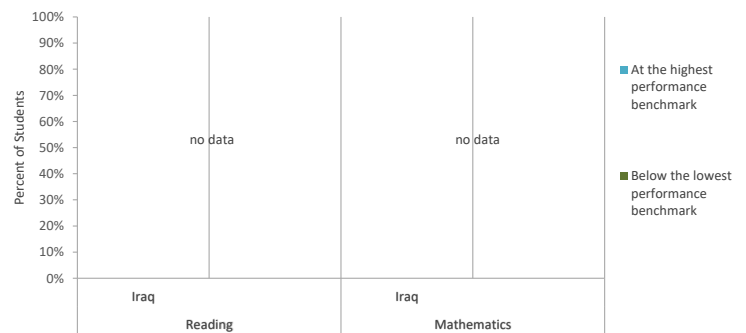 100%
90%
80%
70%
60%
50%
40%
30%
20%
10%
0%
Percent of Students
no data
no data
Iraq
Iraq
Reading
Mathematics
At the highest
performance
benchmark
Below the lowest
performance
benchmark